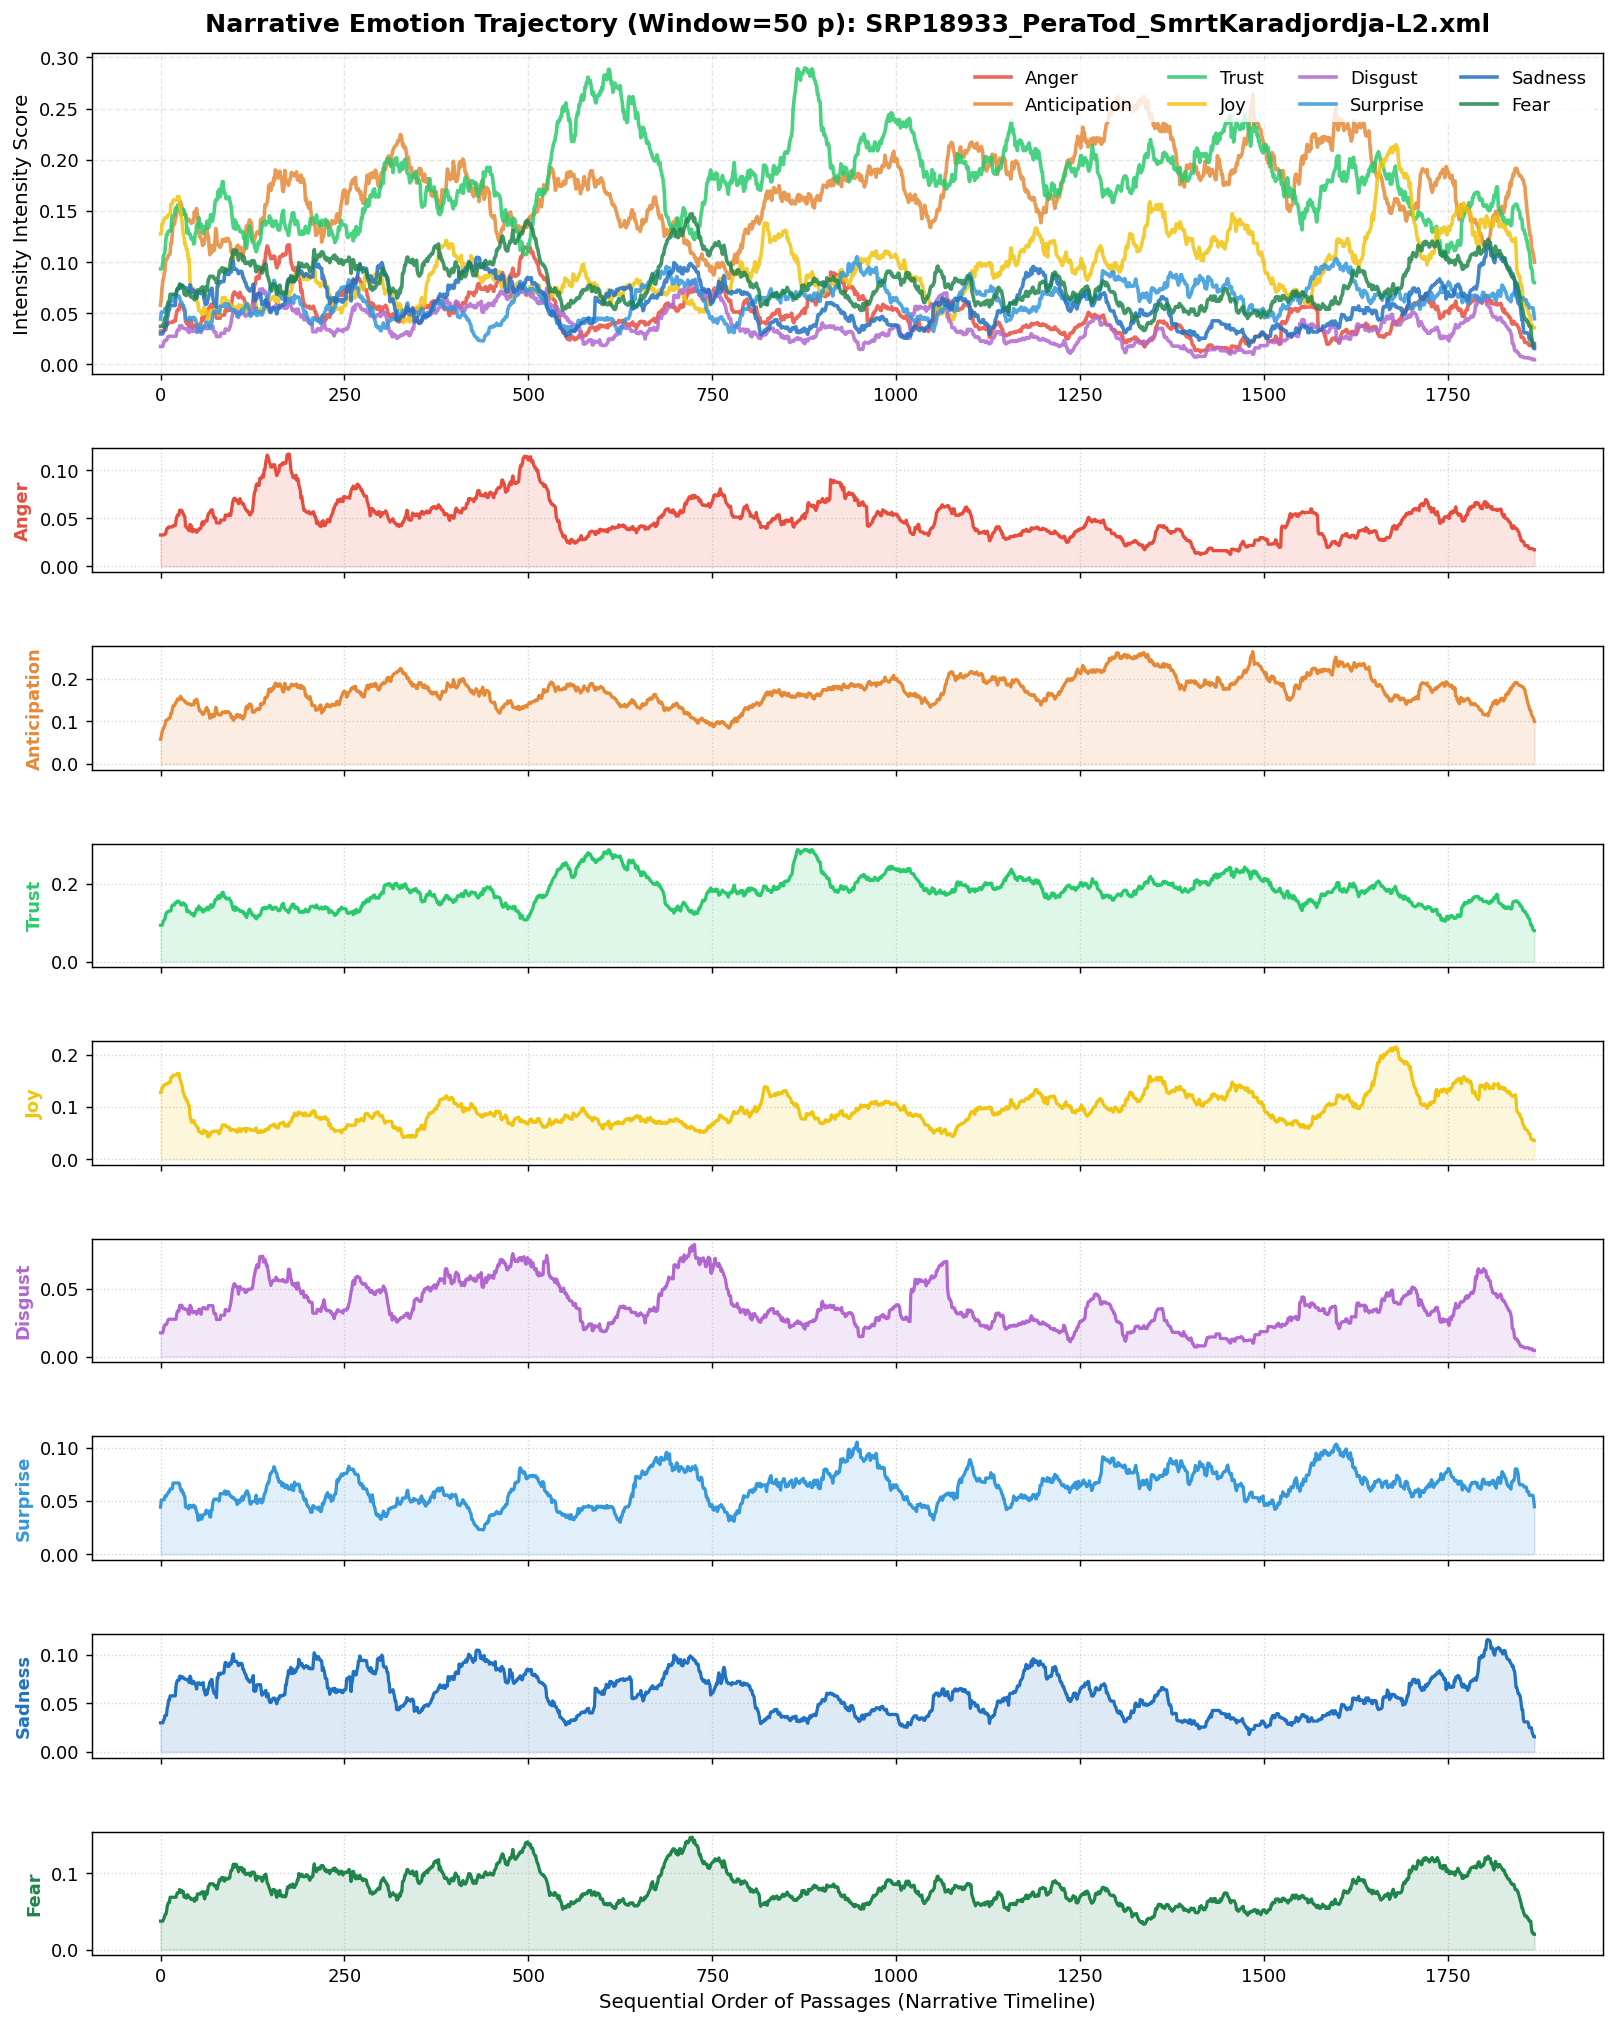 Narrative Emotion Trajectory (Window=50 p): SRP18933_PeraTod_SmrtKaradjordja-L2.xml
Intensity Intensity Score
0.30
0.25
0.20
0.15
0.10
0.05
0.00
Anger Trust Disgust Sadness
Anticipation Joy Surprise Fear
0 250 500 750 1000 1250 1500 1750
Anger
0.10
0.05
0.00
Anticipation
0.2
0.1
0.0
Trust
0.2
0.0
Joy
0.2
0.1
0.0
Disgust
0.05
0.00
Surprise
0.10
0.05
0.00
Sadness
0.10
0.05
0.00
Fear
0.1
0.0
0 250 500 750 1000 1250 1500 1750
Sequential Order of Passages (Narrative Timeline)